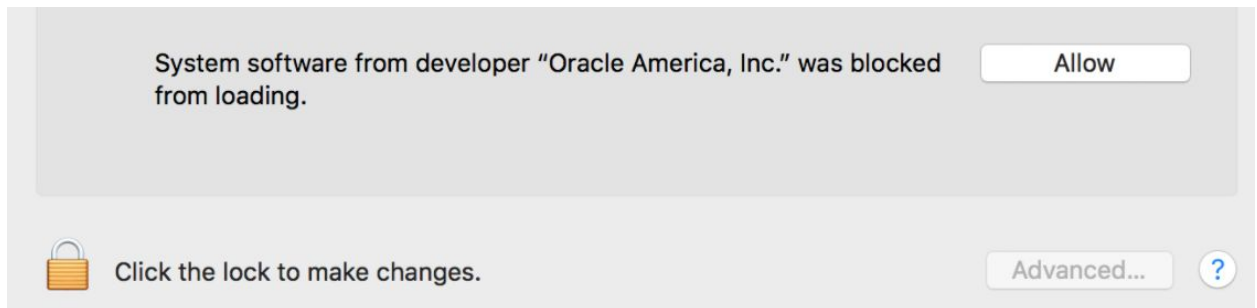 System software from developer “Oracle America, Inc.” was blocked
Allow
from loading.
Click the lock to make changes.
Advanced...
?